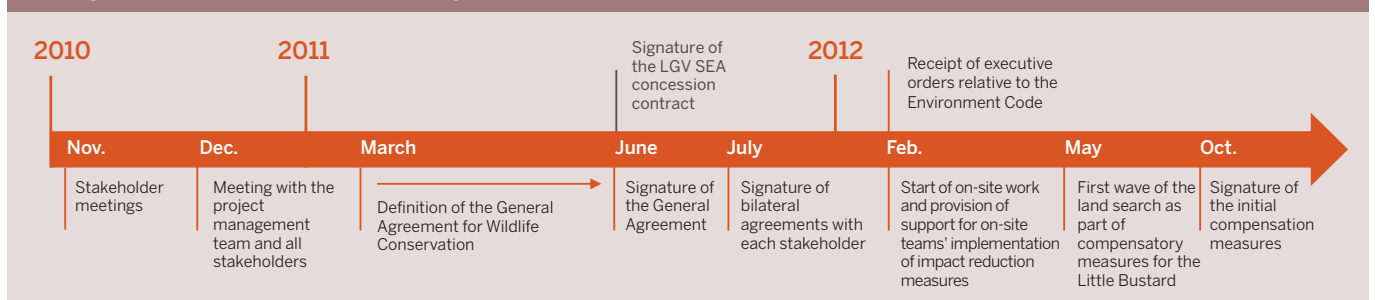 2010
2011
Signature of
the LGV SEA
concession
contract
2012
Receipt of executive
orders relative to the
Environment Code
Nov.
Dec.
March
June
July
Feb.
May
Oct.
Stakeholder
meetings
Meeting with the
project
management
team and all
stakeholders
Definition of the General
Agreement for Wildlife
Conservation
Signature of
the General
Agreement
Signature of
bilateral
agreements with
each stakeholder
Start of on-site work
and provision of
support for on-site
teams' implementation
of impact reduction
measures
First wave of the
land search as
part of
compensatory
measures for the
Little Bustard
Signature of
the initial
compensation
measures